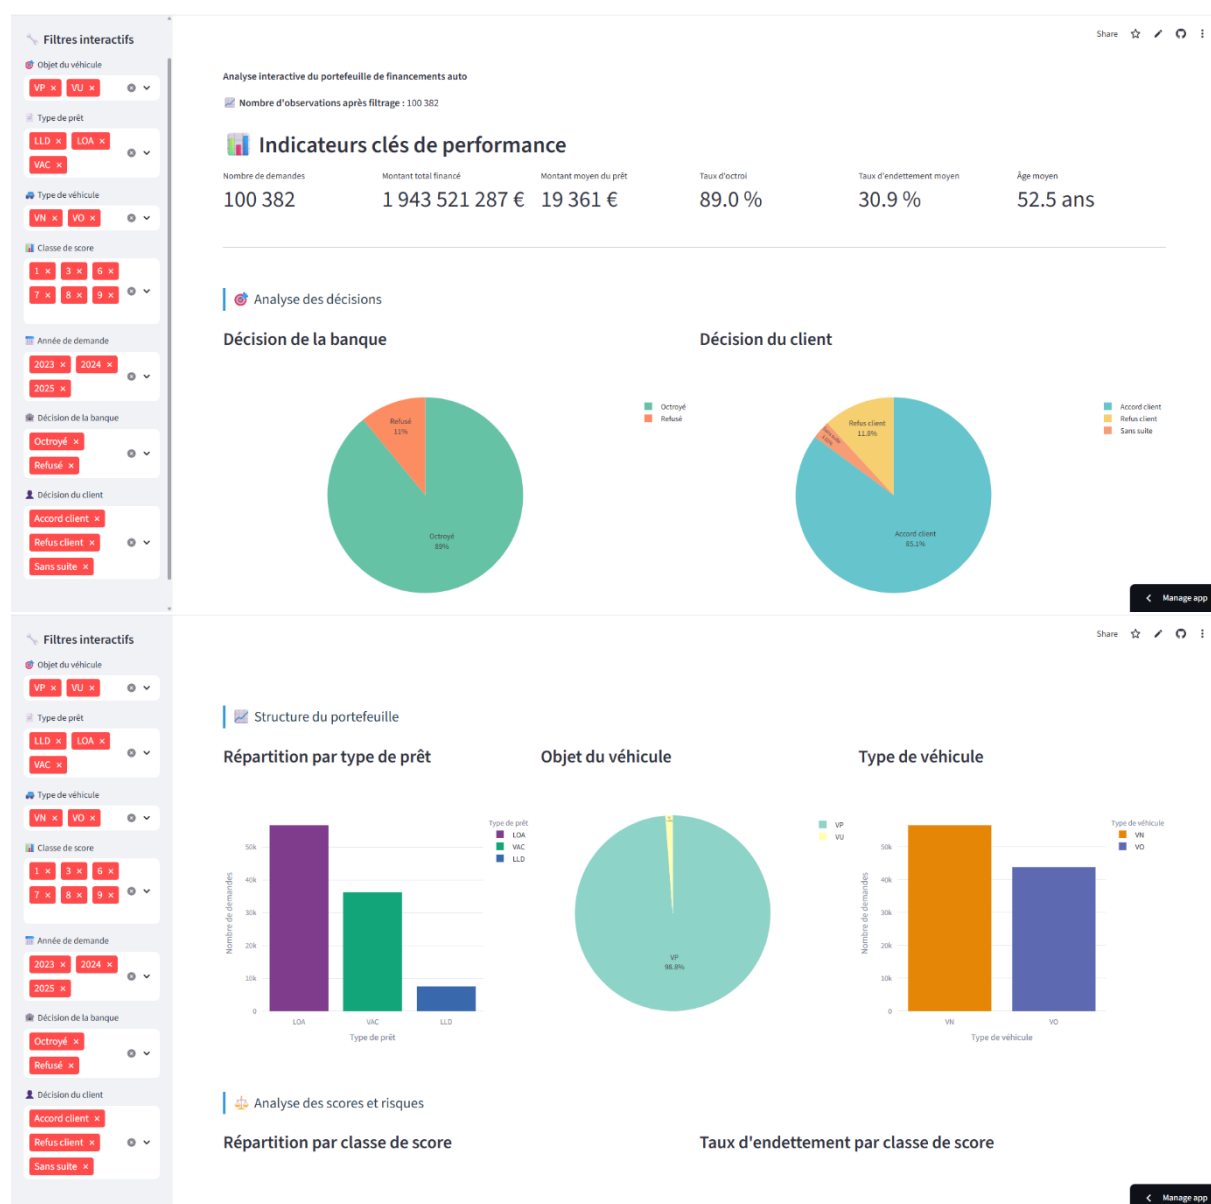 Filtres interactifs
Share
Objet du véhicule
VP × VU ×
Type de prêt
LLD × LOA ×
VAC ×
Type de véhicule
VN × VO ×
Classe de score
1 × 3 × 6 ×
7 × 8 × 9 ×
Année de demande
2023 × 2024 ×
2025 ×
Décision de la banque
Octroyé ×
Refusé ×
Décision du client
Accord client ×
Refus client ×
Sans suite ×
Analyse interactive du portefeuille de financements auto
Nombre d'observations après filtrage : 100 382
Indicateurs clés de performance
Nombre de demandes
100 382
Montant total financé
1 943 521 287 €
Montant moyen du prêt
19 361 €
Taux d'octroi
89.0 %
Taux d'endettement moyen
30.9 %
Âge moyen
52.5 ans
Analyse des décisions
Décision de la banque
Refusé
11%
Octroyé
89%
Octroyé
Refusé
Décision du client
Sans suite
Refus client
11.8%
Accord client
85.1%
Accord client
Refus client
Sans suite
Manage app
Filtres interactifs
Share
Objet du véhicule
VP × VU ×
Type de prêt
LLD × LOA ×
VAC ×
Type de véhicule
VN × VO ×
Classe de score
1 × 3 × 6 ×
7 × 8 × 9 ×
Année de demande
2023 × 2024 ×
2025 ×
Décision de la banque
Octroyé ×
Refusé ×
Décision du client
Accord client ×
Refus client ×
Sans suite ×
Structure du portefeuille
Répartition par type de prêt
Nombre de demandes
50k
40k
30k
20k
10k
0
LOA VAC LLD
Type de prêt
Type de prêt
LOA
VAC
LLD
Objet du véhicule
VP
98.8%
VP
VU
Type de véhicule
Nombre de demandes
50k
40k
30k
20k
10k
0
VN VO
Type de véhicule
Type de véhicule
VN
VO
Analyse des scores et risques
Répartition par classe de score
Taux d'endettement par classe de score
Manage app